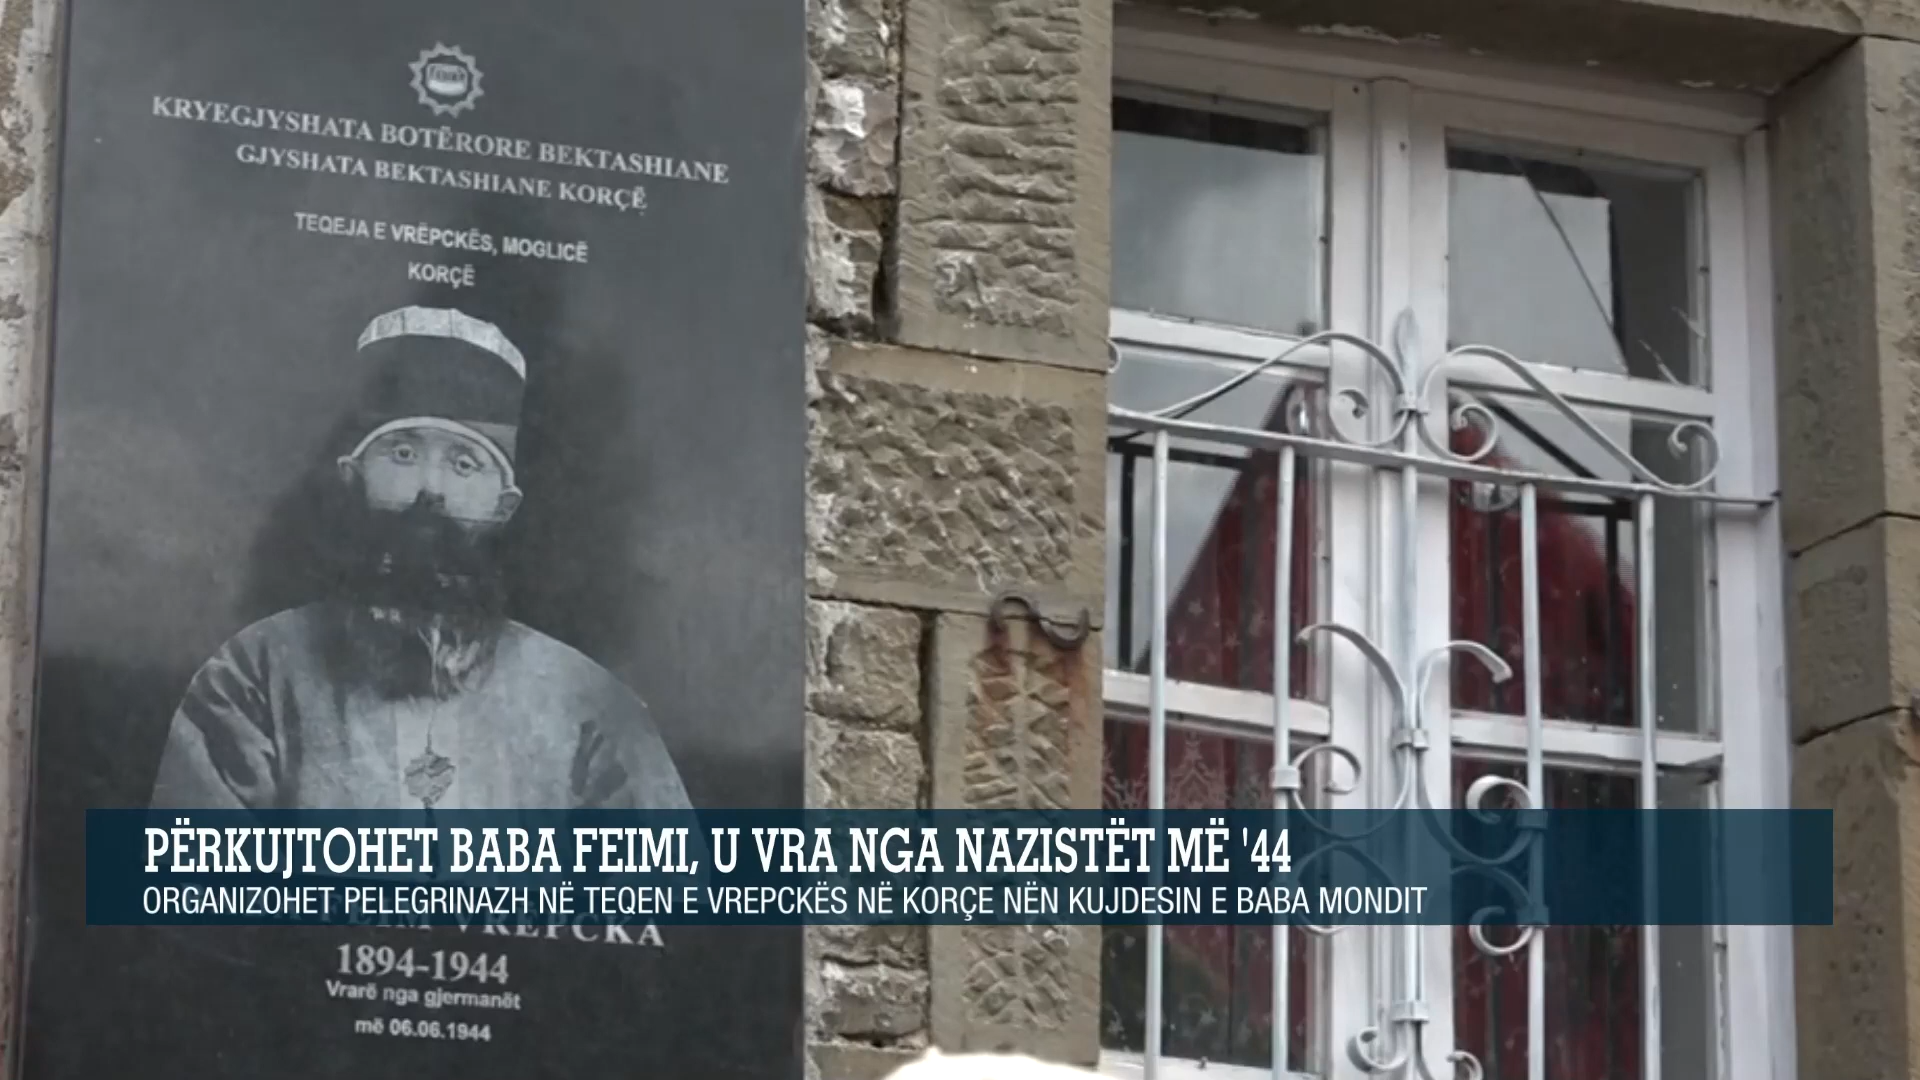 KRYEGJYSHATA BOTËRORE BEKTASHIANE
GJYSHATA BEKTASHIANE KORÇË
TEQEJA E VRËPCKËS, MOGLICË
KORÇË
PËRKUJTOHET BABA FEIMI, U VRA NGA NAZISTËT MË '44
ORGANIZOHET PELEGRINAZH NË TEQEN E VREPCKËS NË KORÇE NËN KUJDESIN E BABA MONDIT
VREPCKA
1894-1944
Vrarë nga gjermanët
më 06.06.1944